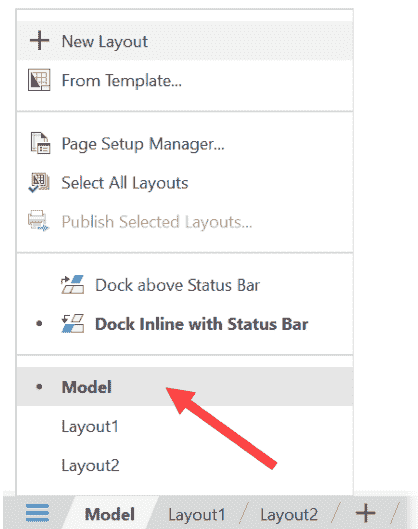 New Layout
From Template...
Page Setup Manager...
Select All Layouts
Publish Selected Layouts...
Dock above Status Bar
Dock Inline with Status Bar
Model
Layout1
Layout2
Model Layout1 Layout2